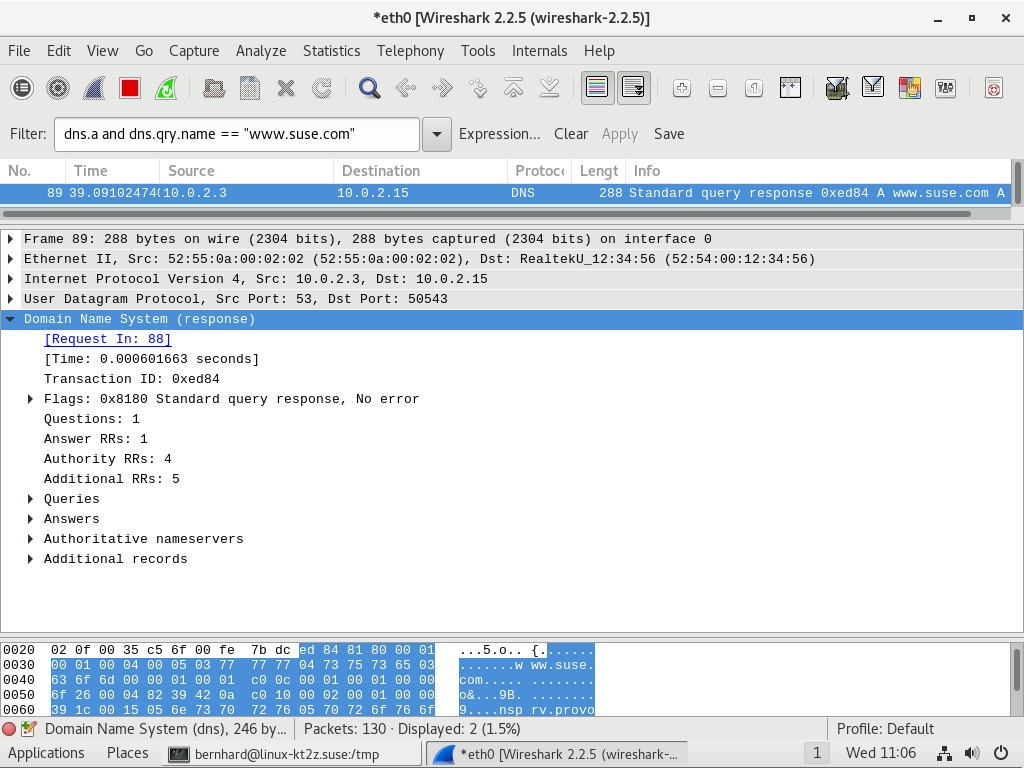 *eth0 [Wireshark 2.2.5 (wireshark-2.2.5)]
File Edit View Go Capture Analyze Statistics Telephony Tools Internals Help
Filter: dns.a and dns.qry.name == "www.suse.com" Expression... Clear Apply Save
No. Time Source Destination Protoc Lengt Info
89 39.091024740 10.0.2.3 10.0.2.15 DNS 288 Standard query response 0xed84 A www.suse.com A
Frame 89: 288 bytes on wire (2304 bits), 288 bytes captured (2304 bits) on interface 0
Ethernet II, Src: 52:55:0a:00:02:02 (52:55:0a:00:02:02), Dst: RealtekU_12:34:56 (52:54:00:12:34:56)
Internet Protocol Version 4, Src: 10.0.2.3, Dst: 10.0.2.15
User Datagram Protocol, Src Port: 53, Dst Port: 50543
Domain Name System (response)
[Request In: 88]
[Time: 0.000601663 seconds]
Transaction ID: 0xed84
Flags: 0x8180 Standard query response, No error
Questions: 1
Answer RRs: 1
Authority RRs: 4
Additional RRs: 5
Queries
Answers
Authoritative nameservers
Additional records
0020 02 0f 00 35 c5 6f 00 fe 7b dc ed 84 81 80 00 01 ...5.o.. {.......
0030 00 01 00 04 00 05 03 77 77 77 04 73 75 73 65 03 .......w ww.suse.
0040 63 6f 6d 00 00 01 00 01 c0 0c 00 01 00 01 00 00 com..... ........
0050 6f 26 00 04 82 39 42 0a c0 10 00 02 00 01 00 00 o&...9B. ........
0060 39 1c 00 15 05 6e 73 70 72 76 05 70 72 6f 76 6f 9....nsp rv.provo
Domain Name System (dns), 246 by... Packets: 130 · Displayed: 2 (1.5%) Profile: Default
Applications Places bernhard@linux-kt2z.suse:/tmp *eth0 [Wireshark 2.2.5 (wireshark-... 1 Wed 11:06